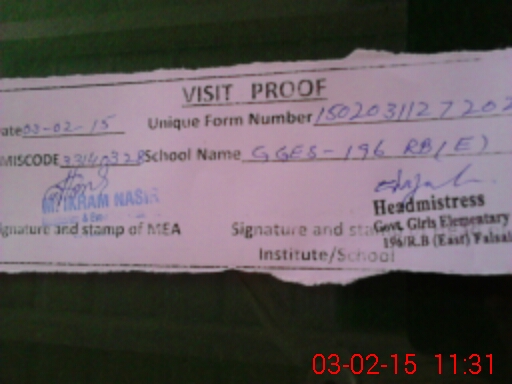 VISIT PROOF
ate 03-02-15 Unique Form Number 1502031127202
MISCODE 33140328 School Name GGES-196 RB(E)
M. IKRAM NASIR
Headmistress
Govt. Girls Elementary
196/R.B (East) Faisal
ignature and stamp of MEA Signature and sta
Institute/School
03-02-15 11:31